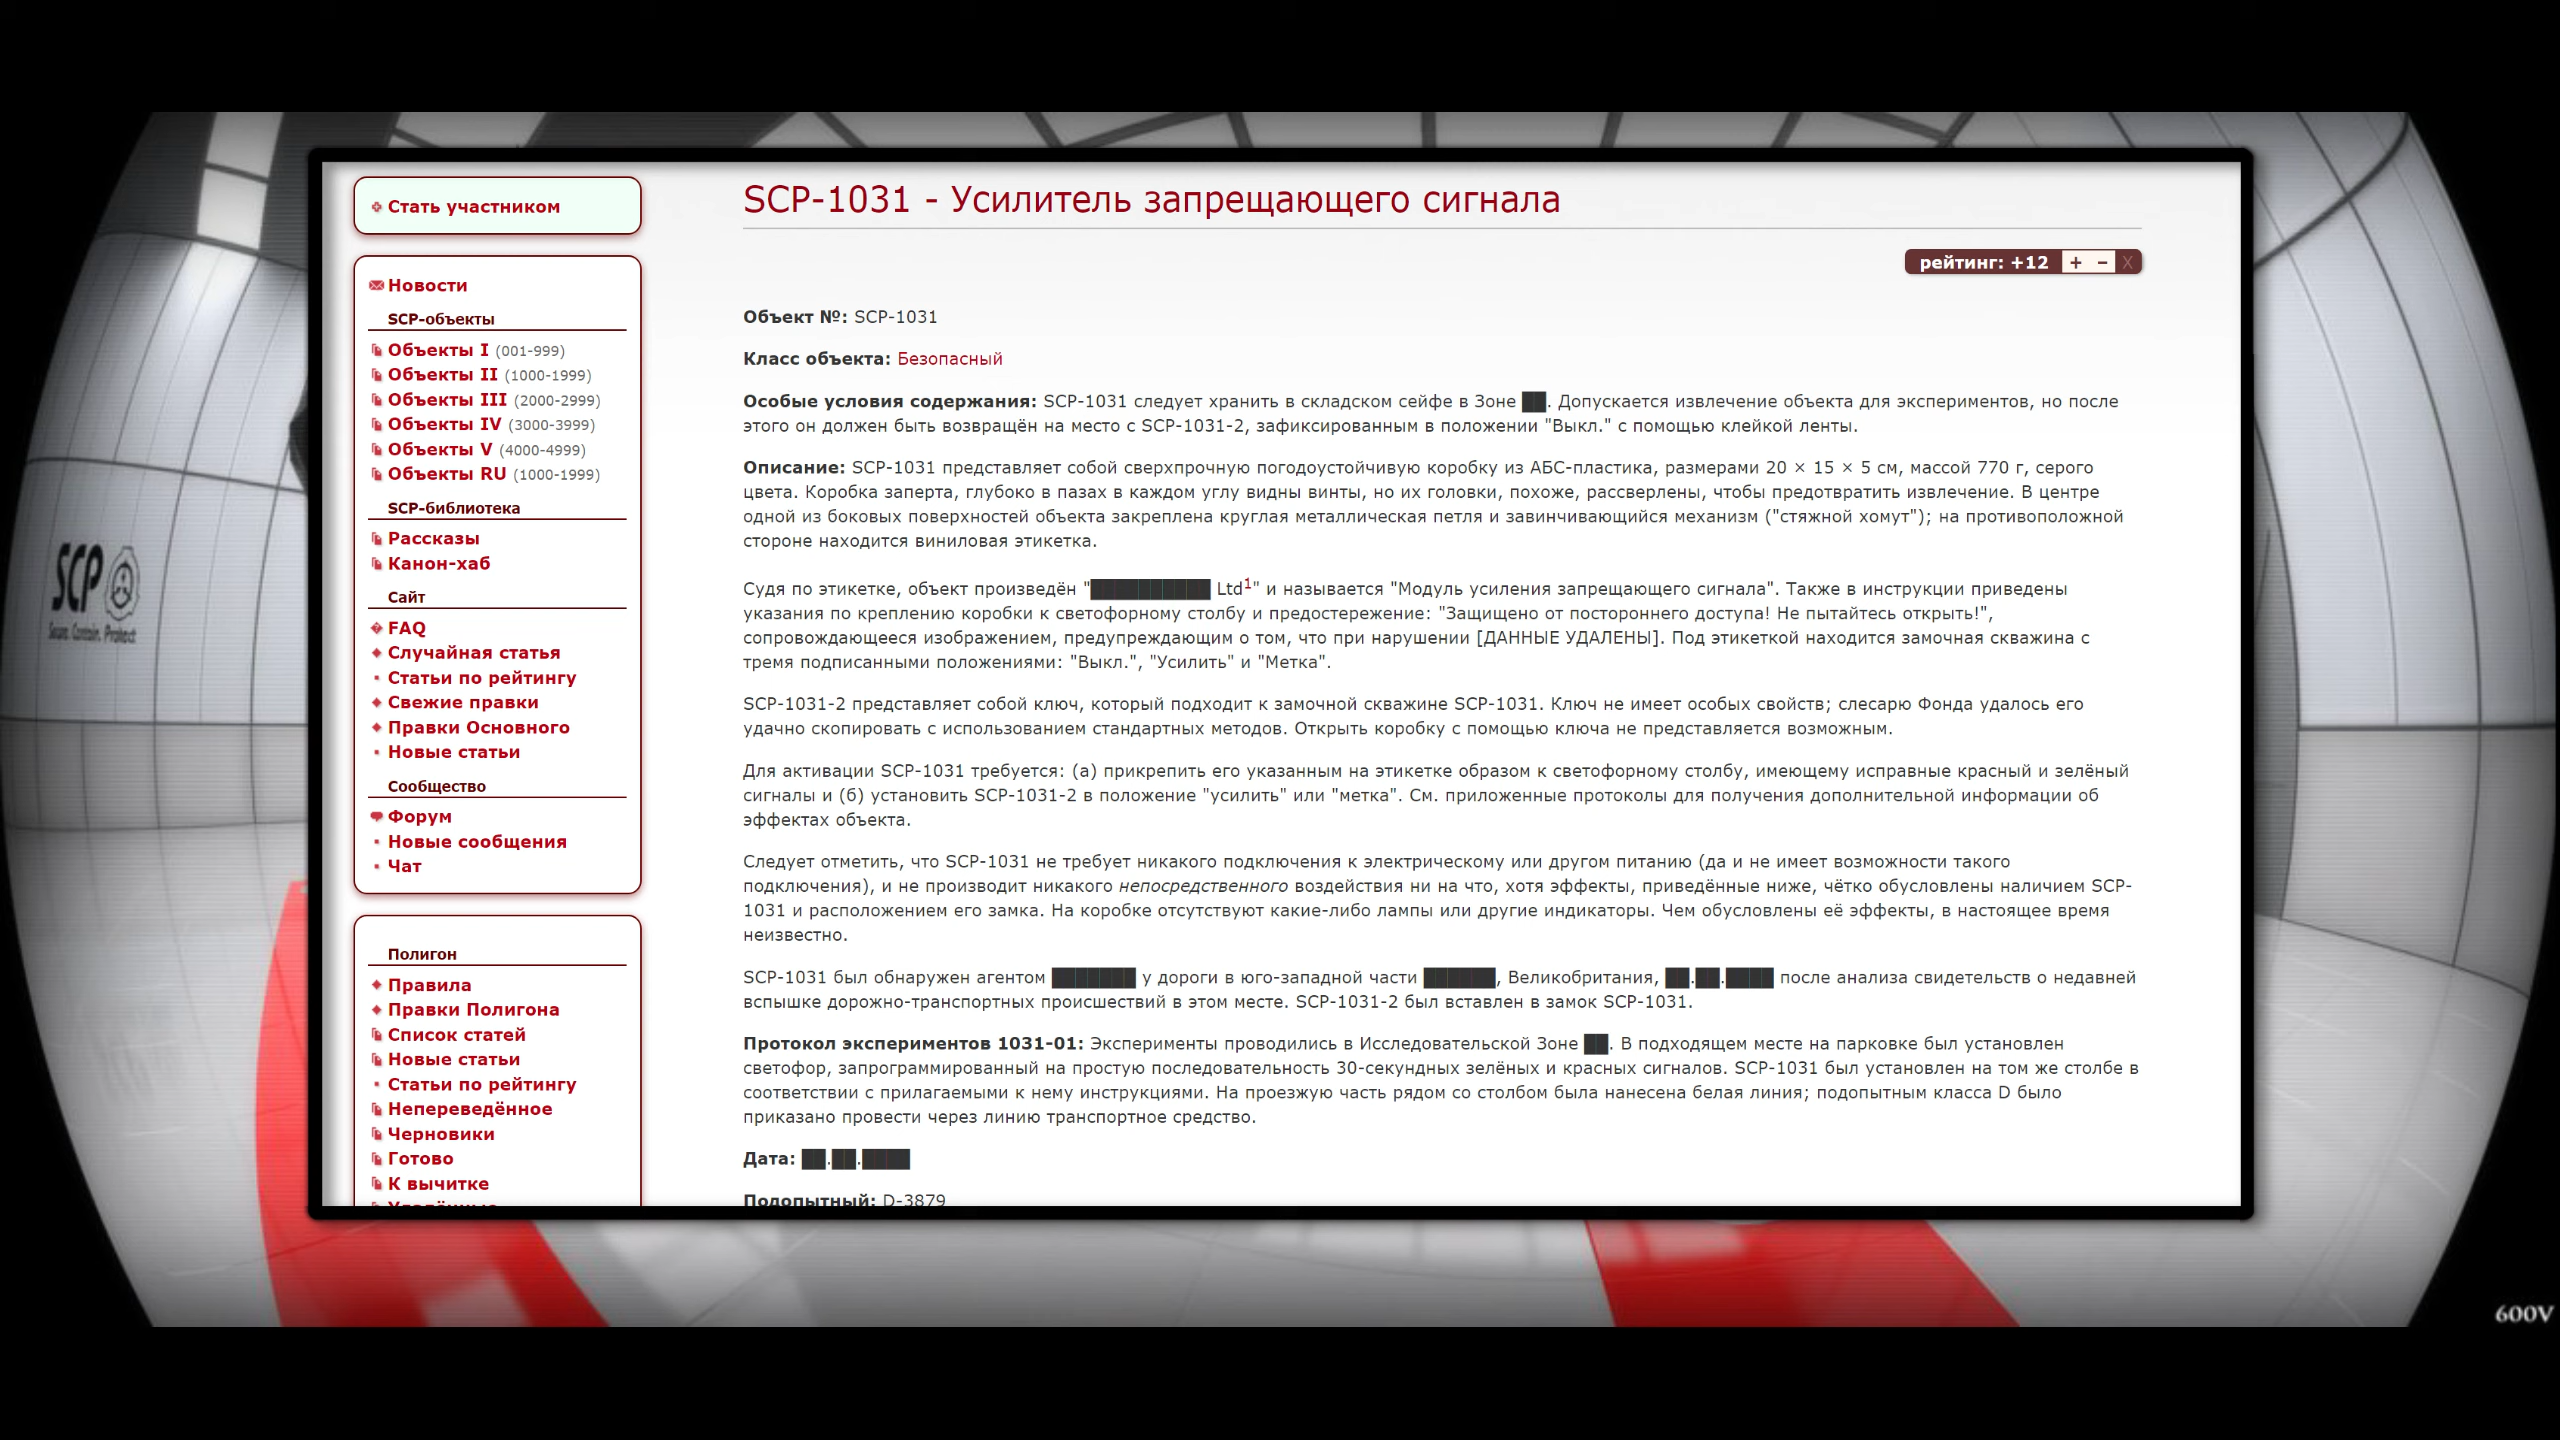 Стать участником
Новости
SCP-объекты
Объекты I (001-999)
Объекты II (1000-1999)
Объекты III (2000-2999)
Объекты IV (3000-3999)
Объекты V (4000-4999)
Объекты RU (1000-1999)
SCP-библиотека
Рассказы
Канон-хаб
Сайт
FAQ
Случайная статья
Статьи по рейтингу
Свежие правки
Правки Основного
Новые статьи
Сообщество
Форум
Новые сообщения
Чат
Полигон
Правила
Правки Полигона
Список статей
Новые статьи
Статьи по рейтингу
Непереведённое
Черновики
Готово
К вычитке
SCP-1031 - Усилитель запрещающего сигнала
рейтинг: +12 + – X
Объект №: SCP-1031
Класс объекта: Безопасный
Особые условия содержания: SCP-1031 следует хранить в складском сейфе в Зоне ██. Допускается извлечение объекта для экспериментов, но после
этого он должен быть возвращён на место с SCP-1031-2, зафиксированным в положении "Выкл." с помощью клейкой ленты.
Описание: SCP-1031 представляет собой сверхпрочную погодоустойчивую коробку из АБС-пластика, размерами 20 × 15 × 5 см, массой 770 г, серого
цвета. Коробка заперта, глубоко в пазах в каждом углу видны винты, но их головки, похоже, рассверлены, чтобы предотвратить извлечение. В центре
одной из боковых поверхностей объекта закреплена круглая металлическая петля и завинчивающийся механизм ("стяжной хомут"); на противоположной
стороне находится виниловая этикетка.
Судя по этикетке, объект произведён "██████████ Ltd1" и называется "Модуль усиления запрещающего сигнала". Также в инструкции приведены
указания по креплению коробки к светофорному столбу и предостережение: "Защищено от постороннего доступа! Не пытайтесь открыть!",
сопровождающееся изображением, предупреждающим о том, что при нарушении [ДАННЫЕ УДАЛЕНЫ]. Под этикеткой находится замочная скважина с
тремя подписанными положениями: "Выкл.", "Усилить" и "Метка".
SCP-1031-2 представляет собой ключ, который подходит к замочной скважине SCP-1031. Ключ не имеет особых свойств; слесарю Фонда удалось его
удачно скопировать с использованием стандартных методов. Открыть коробку с помощью ключа не представляется возможным.
Для активации SCP-1031 требуется: (а) прикрепить его указанным на этикетке образом к светофорному столбу, имеющему исправные красный и зелёный
сигналы и (б) установить SCP-1031-2 в положение "усилить" или "метка". См. приложенные протоколы для получения дополнительной информации об
эффектах объекта.
Следует отметить, что SCP-1031 не требует никакого подключения к электрическому или другом питанию (да и не имеет возможности такого
подключения), и не производит никакого непосредственного воздействия ни на что, хотя эффекты, приведённые ниже, чётко обусловлены наличием SCP-
1031 и расположением его замка. На коробке отсутствуют какие-либо лампы или другие индикаторы. Чем обусловлены её эффекты, в настоящее время
неизвестно.
SCP-1031 был обнаружен агентом ███████ у дороги в юго-западной части ██████, Великобритания, ██.██.████ после анализа свидетельств о недавней
вспышке дорожно-транспортных происшествий в этом месте. SCP-1031-2 был вставлен в замок SCP-1031.
Протокол экспериментов 1031-01: Эксперименты проводились в Исследовательской Зоне ██. В подходящем месте на парковке был установлен
светофор, запрограммированный на простую последовательность 30-секундных зелёных и красных сигналов. SCP-1031 был установлен на том же столбе в
соответствии с прилагаемыми к нему инструкциями. На проезжую часть рядом со столбом была нанесена белая линия; подопытным класса D было
приказано провести через линию транспортное средство.
Дата: ██.██.████
Подопытный: D-3879
SCP
Secure. Contain. Protect
600V